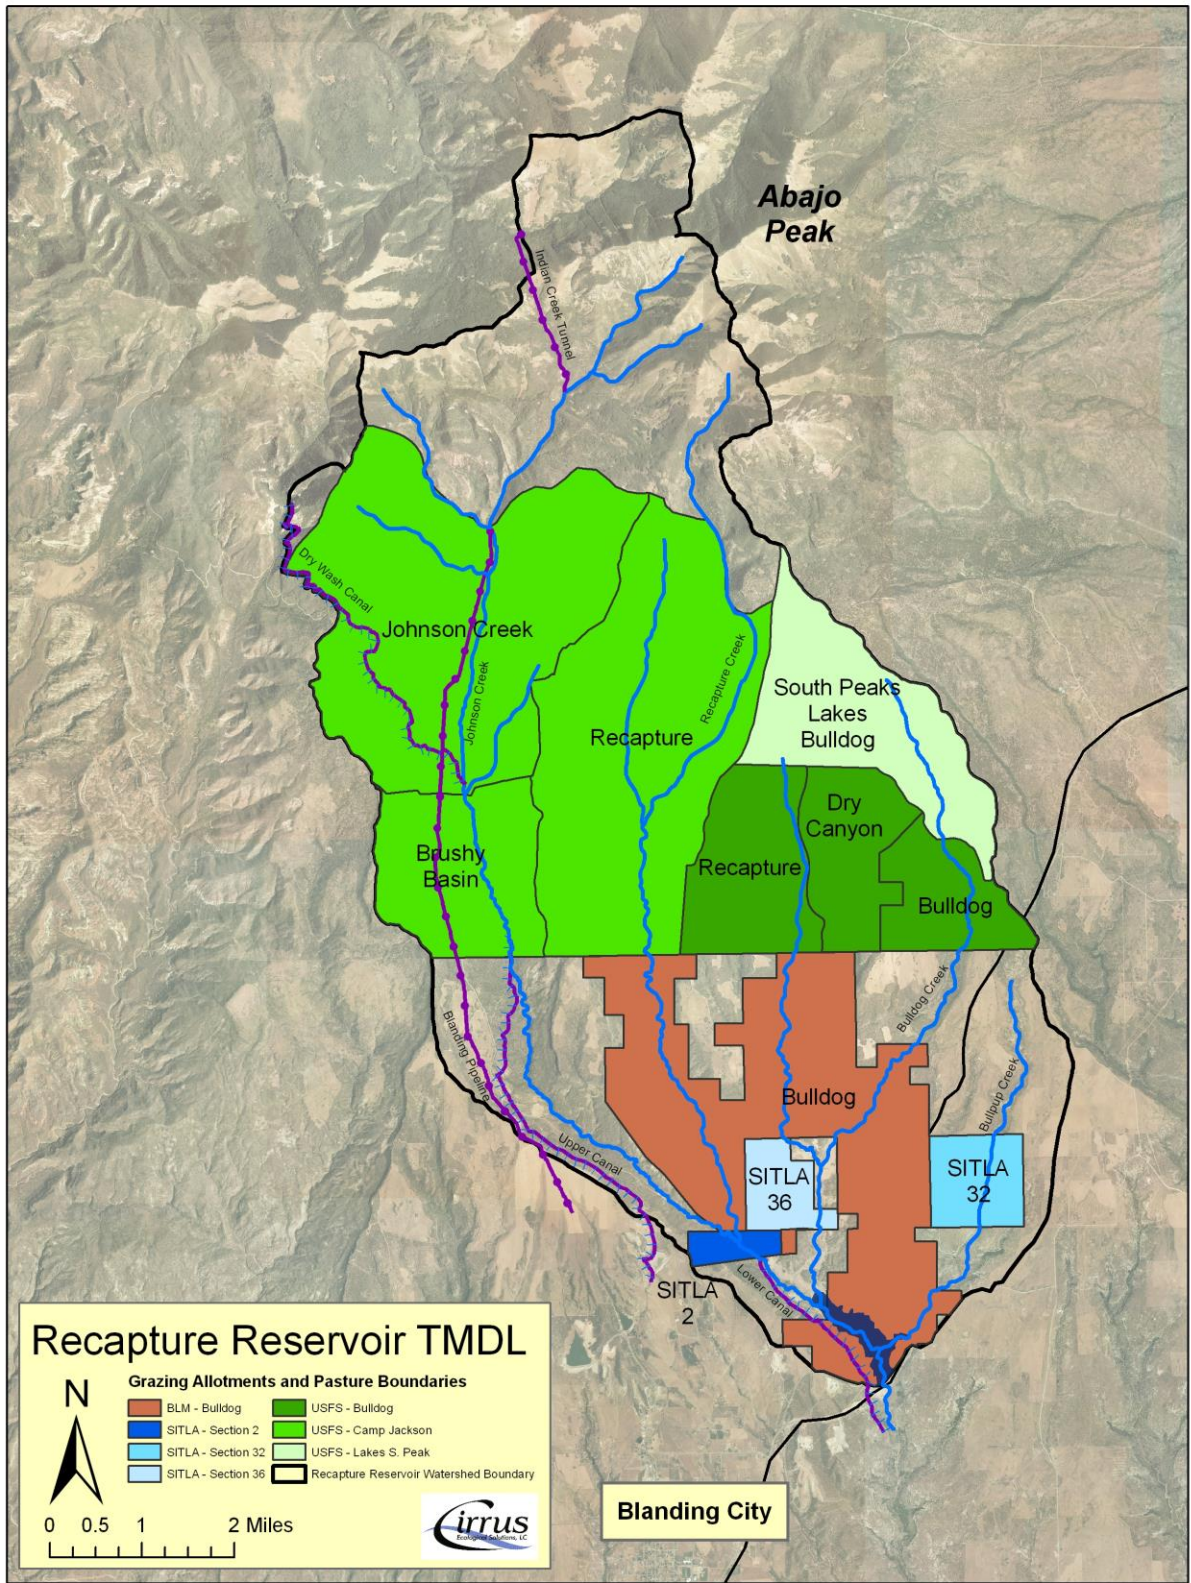 Abajo
Peak
Indian Creek Tunnel
Dry Wash Canal
Johnson Creek
Johnson Creek
Recapture Creek
South Peaks
Lakes
Bulldog
Recapture
Dry
Canyon
Brushy
Basin
Recapture
Bulldog
Blanding Pipeline
Bulldog Creek
Bullpup Creek
Bulldog
Upper Canal
SITLA
36
SITLA
32
SITLA
2
Lower Canal
Recapture Reservoir TMDL
Grazing Allotments and Pasture Boundaries
N
BLM - Bulldog
USFS - Bulldog
SITLA - Section 2
USFS - Camp Jackson
SITLA - Section 32
USFS - Lakes S. Peak
SITLA - Section 36
Recapture Reservoir Watershed Boundary
0 0.5 1 2 Miles
Cirrus
Ecological Solutions, LC
Blanding City